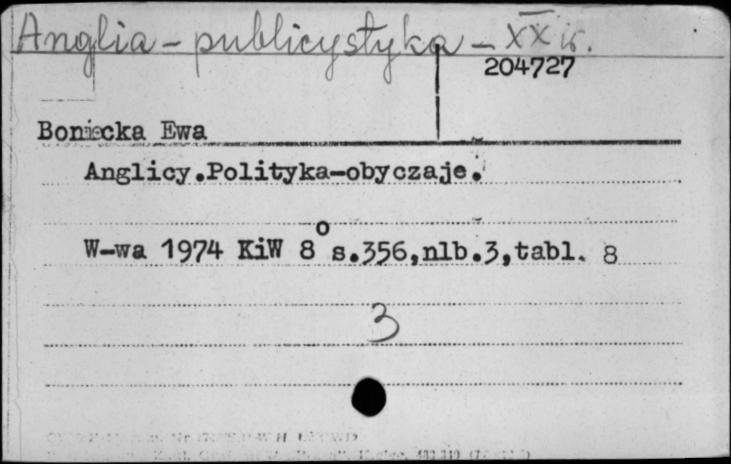 Anglia - publicystyka - XX w.
204727
Boniecka Ewa
Anglicy.Polityka-obyczaje.
W-wa 1974 KiW 8° s.356,nlb.3,tabl. 8
3